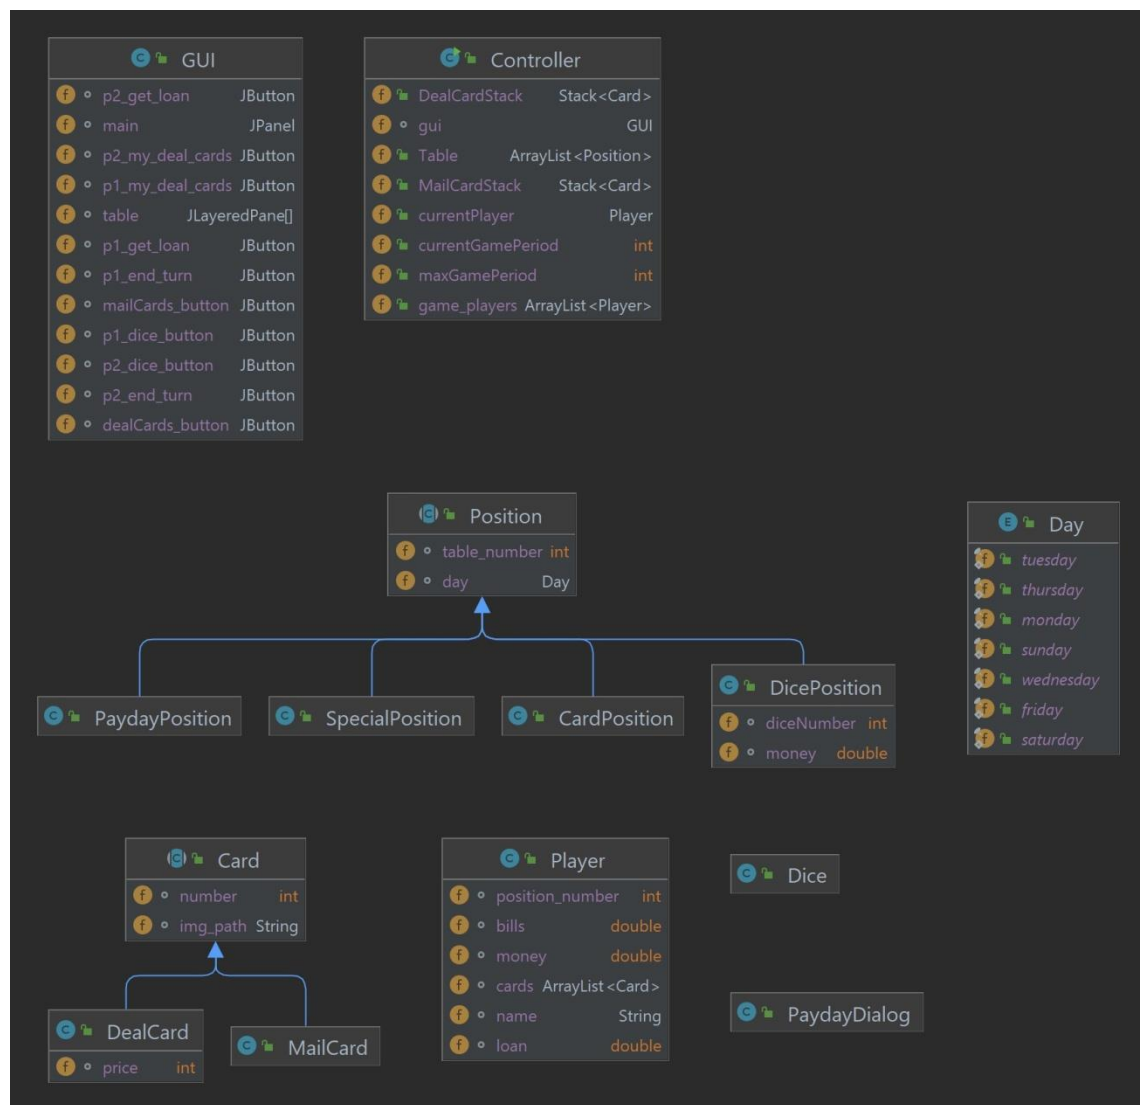 GUI
p2_get_loan JButton
main JPanel
p2_my_deal_cards JButton
p1_my_deal_cards JButton
table JLayeredPane[]
p1_get_loan JButton
p1_end_turn JButton
mailCards_button JButton
p1_dice_button JButton
p2_dice_button JButton
p2_end_turn JButton
dealCards_button JButton
Controller
DealCardStack Stack<Card>
gui GUI
Table ArrayList<Position>
MailCardStack Stack<Card>
currentPlayer Player
currentGamePeriod int
maxGamePeriod int
game_players ArrayList<Player>
Position
table_number int
day Day
PaydayPosition
SpecialPosition
CardPosition
DicePosition
diceNumber int
money double
Day
tuesday
thursday
monday
sunday
wednesday
friday
saturday
Card
number int
img_path String
DealCard
price int
MailCard
Player
position_number int
bills double
money double
cards ArrayList<Card>
name String
loan double
Dice
PaydayDialog